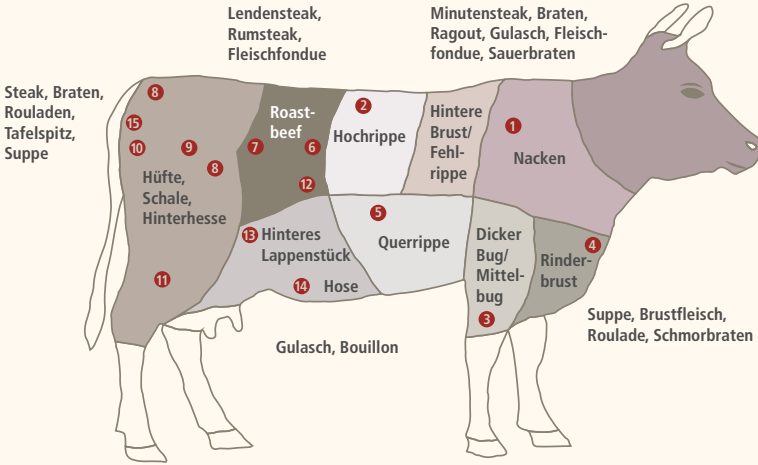 Lendensteak,
Rumsteak,
Fleischfondue
Minutensteak, Braten,
Ragout, Gulasch, Fleisch-
fondue, Sauerbraten
Steak, Braten,
Rouladen,
Tafelspitz,
Suppe
8
15
10
9
8
Hüfte,
Schale,
Hinterhesse
11
Roast-
beef
7
6
12
2
Hochrippe
Hintere
Brust/
Fehl-
rippe
1
Nacken
13
Hinteres
Lappenstück
14
Hose
5
Querrippe
Dicker
Bug/
Mittel-
bug
3
4
Rinder-
brust
Suppe, Brustfleisch,
Roulade, Schmorbraten
Gulasch, Bouillon